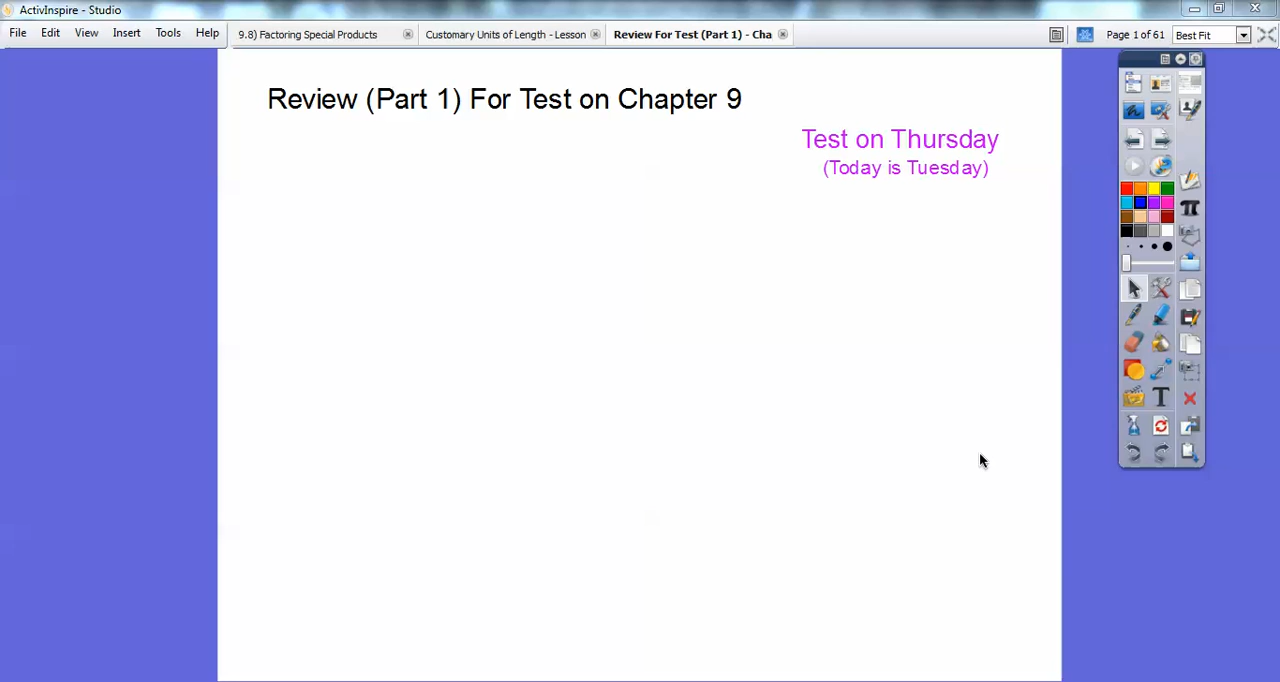 ActivInspire - Studio
File Edit View Insert Tools Help
9.8) Factoring Special Products
Customary Units of Length - Lesson
Review For Test (Part 1) - Cha
Page 1 of 61
Best Fit
Review (Part 1) For Test on Chapter 9
Test on Thursday
(Today is Tuesday)